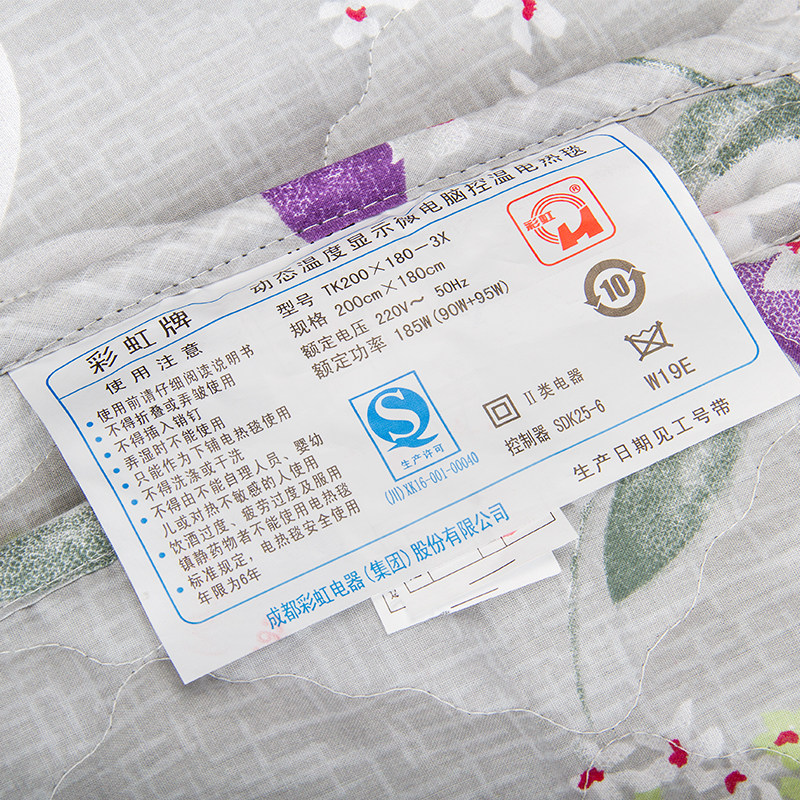 彩虹牌 动态温度显示微电脑控温电热毯
彩虹
®
型号 TK200×180-3X
规格 200cm×180cm
额定电压 220V～ 50Hz
额定功率 185W(90W+95W)
10
使用注意
• 使用前请仔细阅读说明书
• 不得折叠或弄皱使用
• 不得插入销钉
• 弄湿时不能使用
• 只能作为下铺电热毯使用
• 不得洗涤或干洗
• 不得由不能自理人员、婴幼
儿或对热不敏感的人使用
• 饮酒过度、疲劳过度及服用
镇静药物者不能使用电热毯
• 标准规定，电热毯安全使用
年限为6年
生产许可
(川)XK16-001-00040
II类电器
控制器 SDK25-6
W19E
生产日期见工号带
成都彩虹电器(集团)股份有限公司